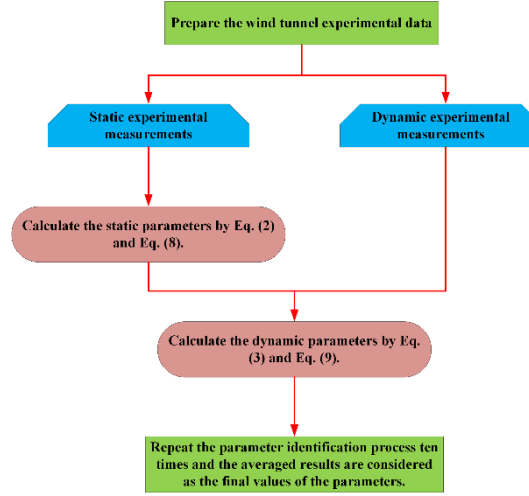 Prepare the wind tunnel experimental data
Static experimental
measurements
Dynamic experimental
measurements
Calculate the static parameters by Eq. (2)
and Eq. (8).
Calculate the dynamic parameters by Eq.
(3) and Eq. (9).
Repeat the parameter identification process ten
times and the averaged results are considered
as the final values of the parameters.